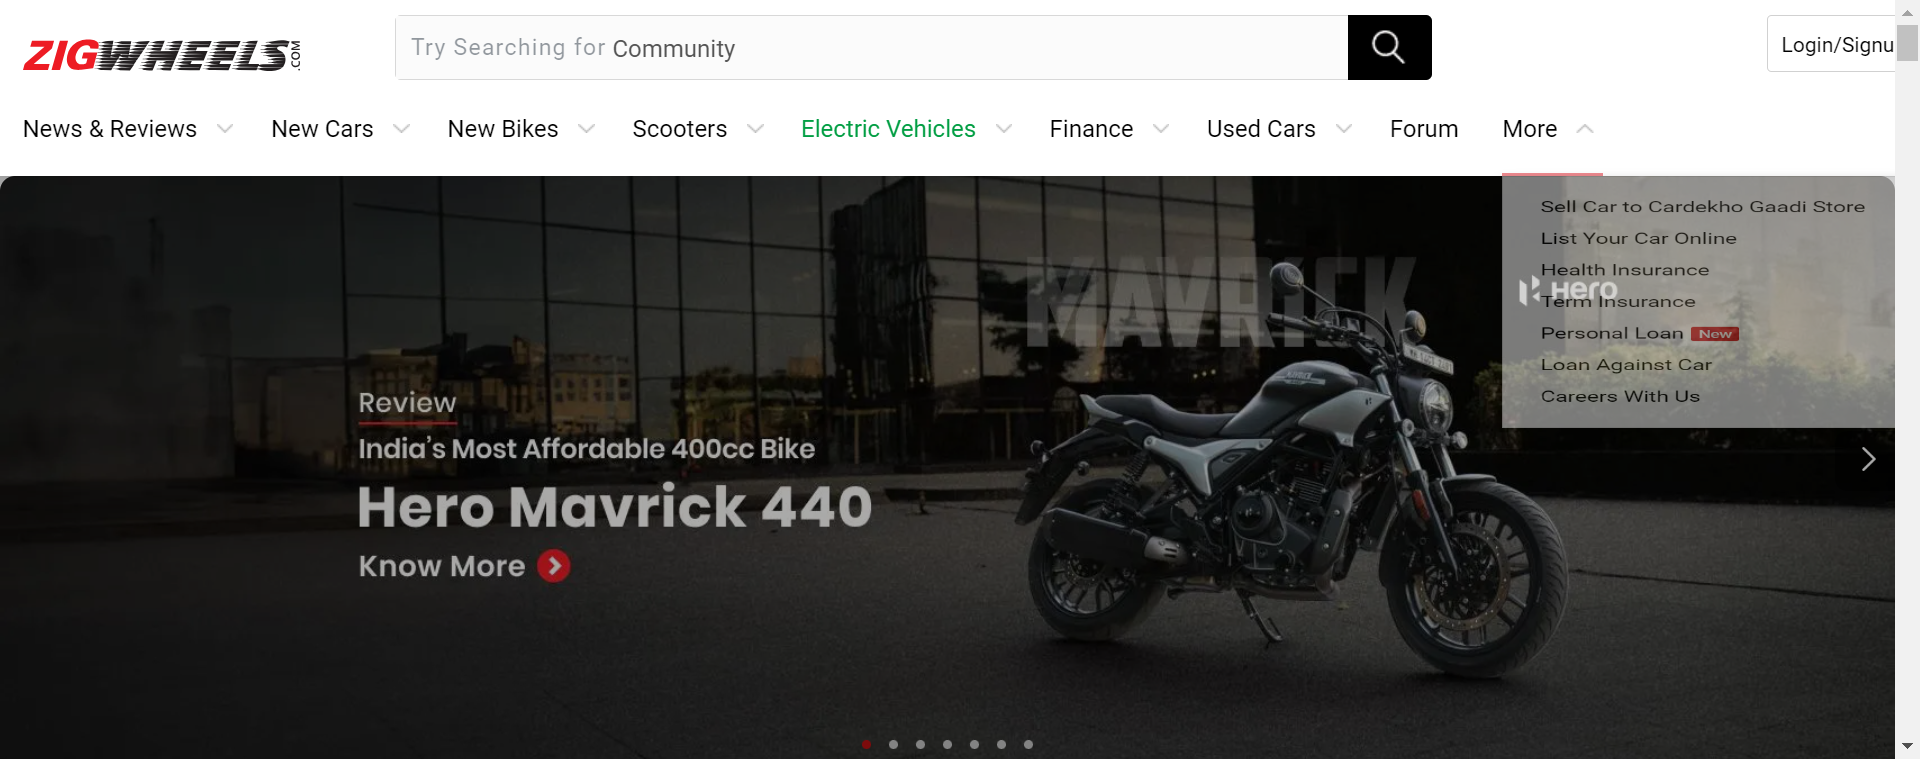 ZIGWHEELS.COM
Try Searching for Community
Login/Signu
News & Reviews New Cars New Bikes Scooters Electric Vehicles Finance Used Cars Forum More
Sell Car to Cardekho Gaadi Store
List Your Car Online
Health Insurance
Hero
Term Insurance
Personal Loan New
Loan Against Car
Careers With Us
MAVRICK
Review
India's Most Affordable 400cc Bike
Hero Mavrick 440
Know More